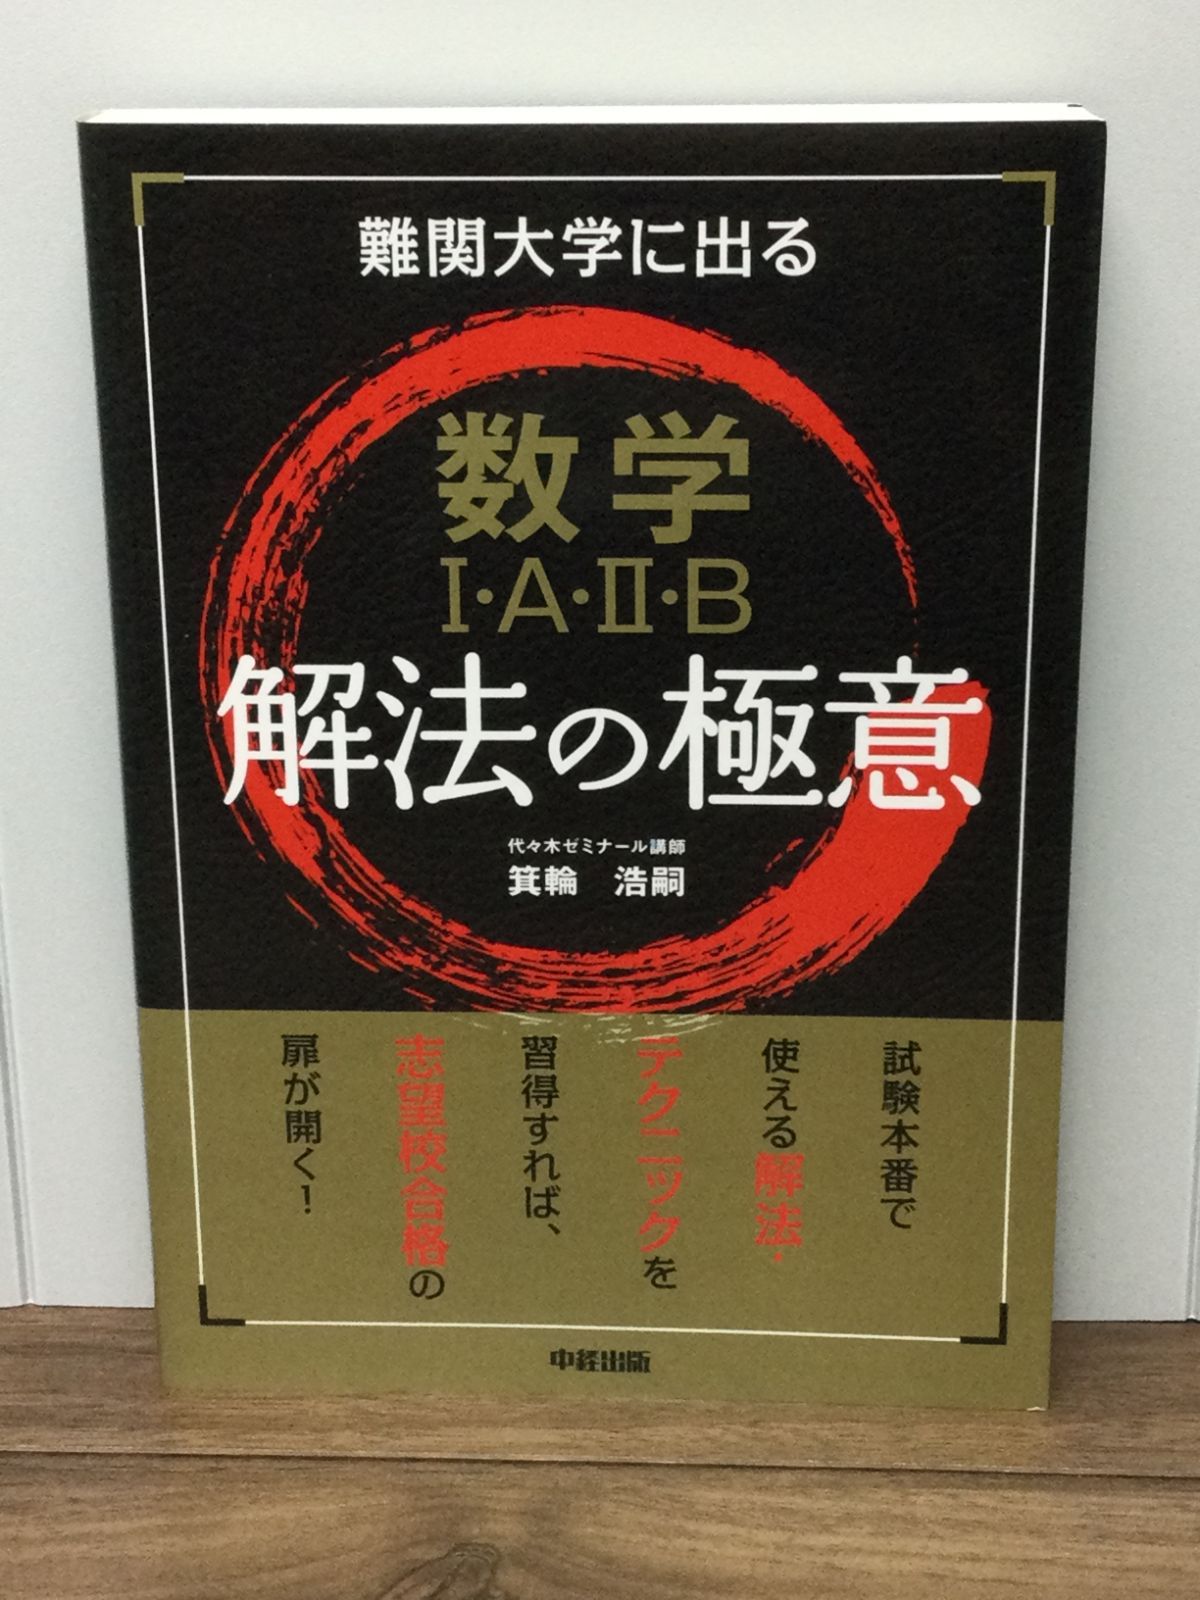 難関大学に出る
数学
I・A・II・B
解法の極意
代々木ゼミナール講師
箕輪 浩嗣
試験本番で
使える解法・
テクニックを
習得すれば、
志望校合格の
扉が開く！
中経出版